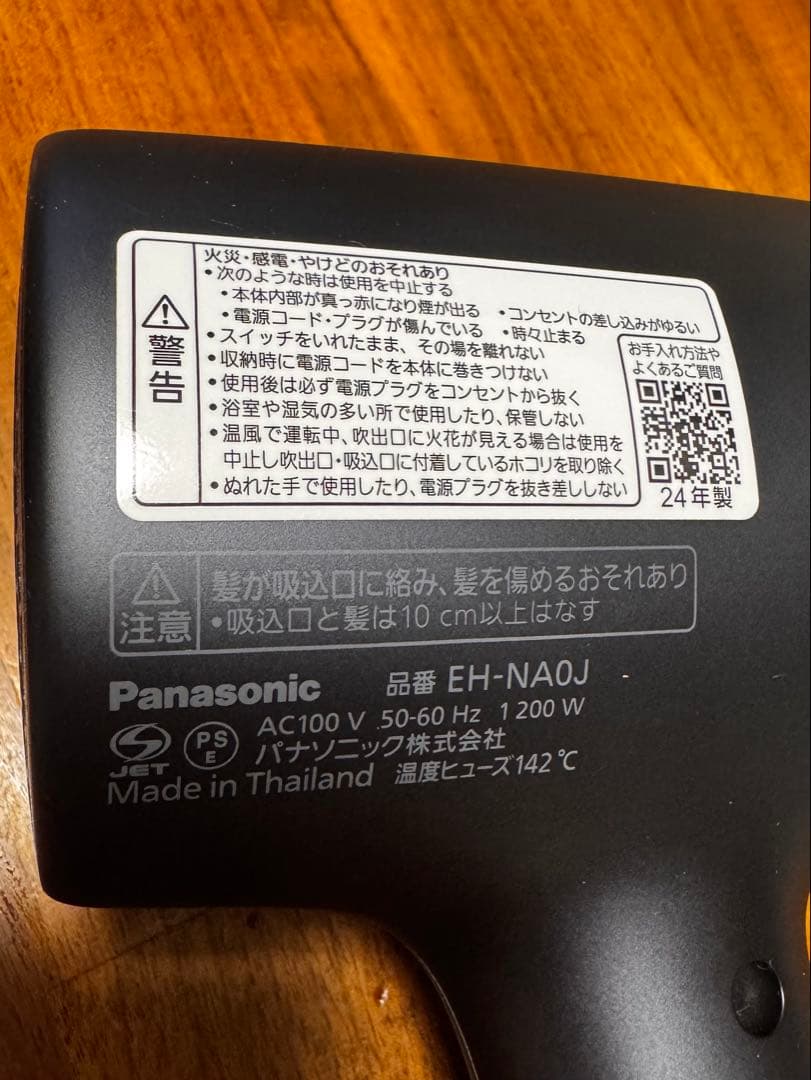 警告
火災・感電・やけどのおそれあり
・次のような時は使用を中止する
・本体内部が真っ赤になり煙が出る ・コンセントの差し込みがゆるい
・電源コード・プラグが傷んでいる ・時々止まる
・スイッチをいれたまま、その場を離れない
・収納時に電源コードを本体に巻きつけない
・使用後は必ず電源プラグをコンセントから抜く
・浴室や湿気の多い所で使用したり、保管しない
・温風で運転中、吹出口に火花が見える場合は使用を
中止し吹出口・吸込口に付着しているホコリを取り除く
・ぬれた手で使用したり、電源プラグを抜き差ししない
お手入れ方法や
よくあるご質問
24年製
注意
髪が吸込口に絡み、髪を傷めるおそれあり
・吸込口と髪は10 cm以上はなす
Panasonic 品番 EH-NA0J
AC100 V 50-60 Hz 1 200 W
JET PS E パナソニック株式会社
Made in Thailand 温度ヒューズ142℃